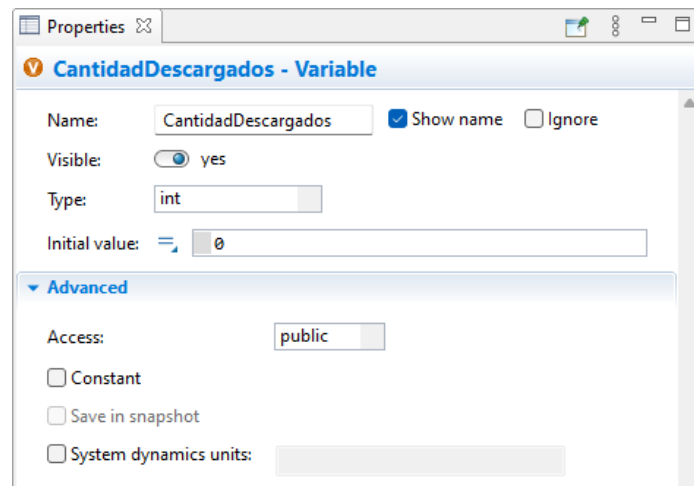 Properties
CantidadDescargados - Variable
Name: CantidadDescargados Show name Ignore
Visible: yes
Type: int
Initial value: 0
Advanced
Access: public
Constant
Save in snapshot
System dynamics units: